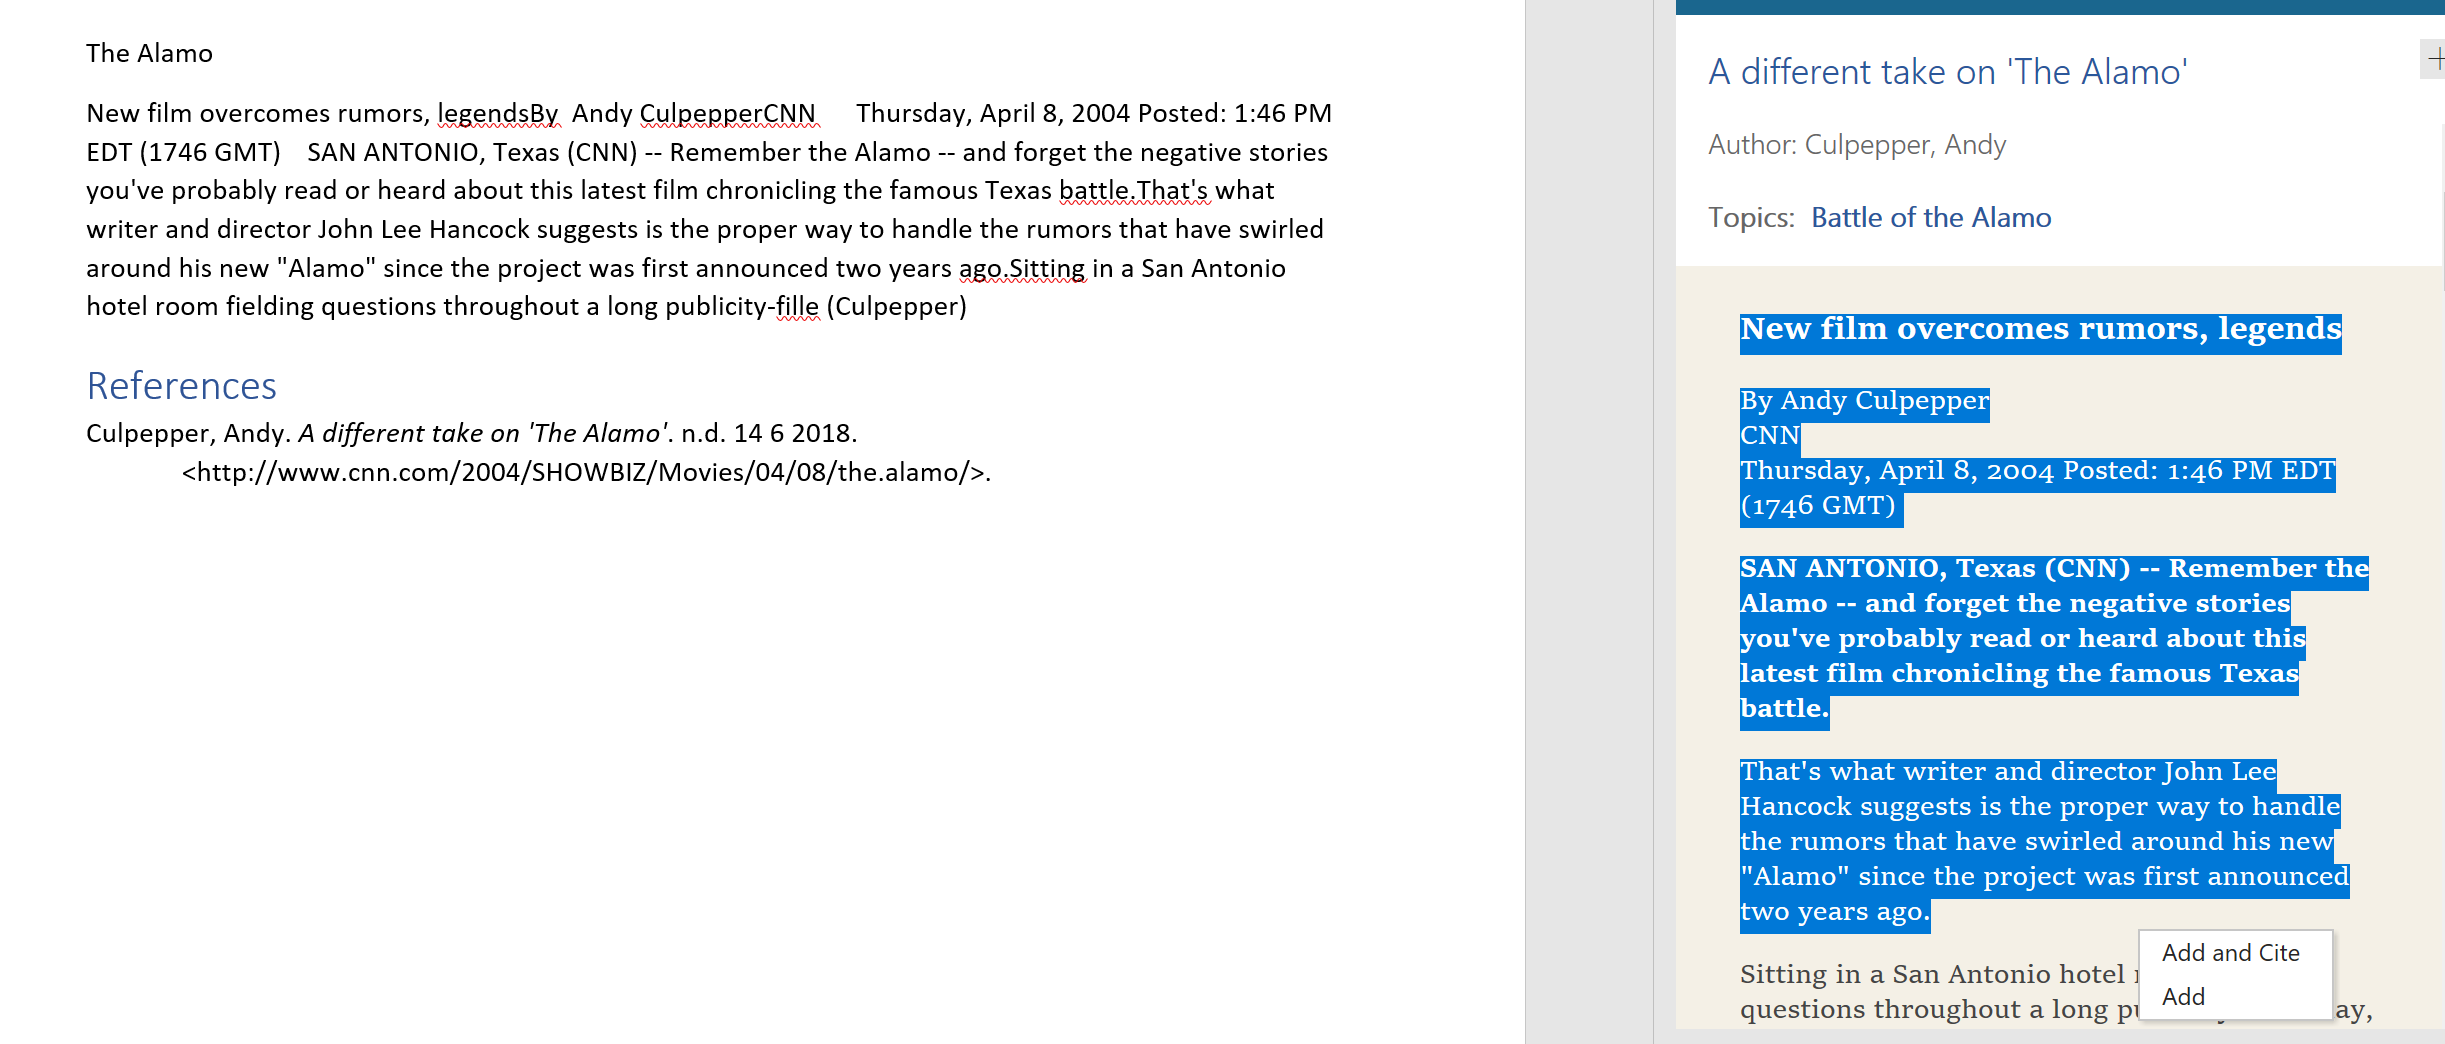 The Alamo
New film overcomes rumors, legendsBy Andy CulpepperCNN Thursday, April 8, 2004 Posted: 1:46 PM
EDT (1746 GMT) SAN ANTONIO, Texas (CNN) -- Remember the Alamo -- and forget the negative stories
you've probably read or heard about this latest film chronicling the famous Texas battle.That's what
writer and director John Lee Hancock suggests is the proper way to handle the rumors that have swirled
around his new "Alamo" since the project was first announced two years ago.Sitting in a San Antonio
hotel room fielding questions throughout a long publicity-fille (Culpepper)
References
Culpepper, Andy. A different take on 'The Alamo'. n.d. 14 6 2018.
<http://www.cnn.com/2004/SHOWBIZ/Movies/04/08/the.alamo/>.
A different take on 'The Alamo'
Author: Culpepper, Andy
Topics: Battle of the Alamo
New film overcomes rumors, legends
By Andy Culpepper
CNN
Thursday, April 8, 2004 Posted: 1:46 PM EDT
(1746 GMT)
SAN ANTONIO, Texas (CNN) -- Remember the
Alamo -- and forget the negative stories
you've probably read or heard about this
latest film chronicling the famous Texas
battle.
That's what writer and director John Lee
Hancock suggests is the proper way to handle
the rumors that have swirled around his new
"Alamo" since the project was first announced
two years ago.
Sitting in a San Antonio hotel
questions throughout a long ay,
Add and Cite
Add